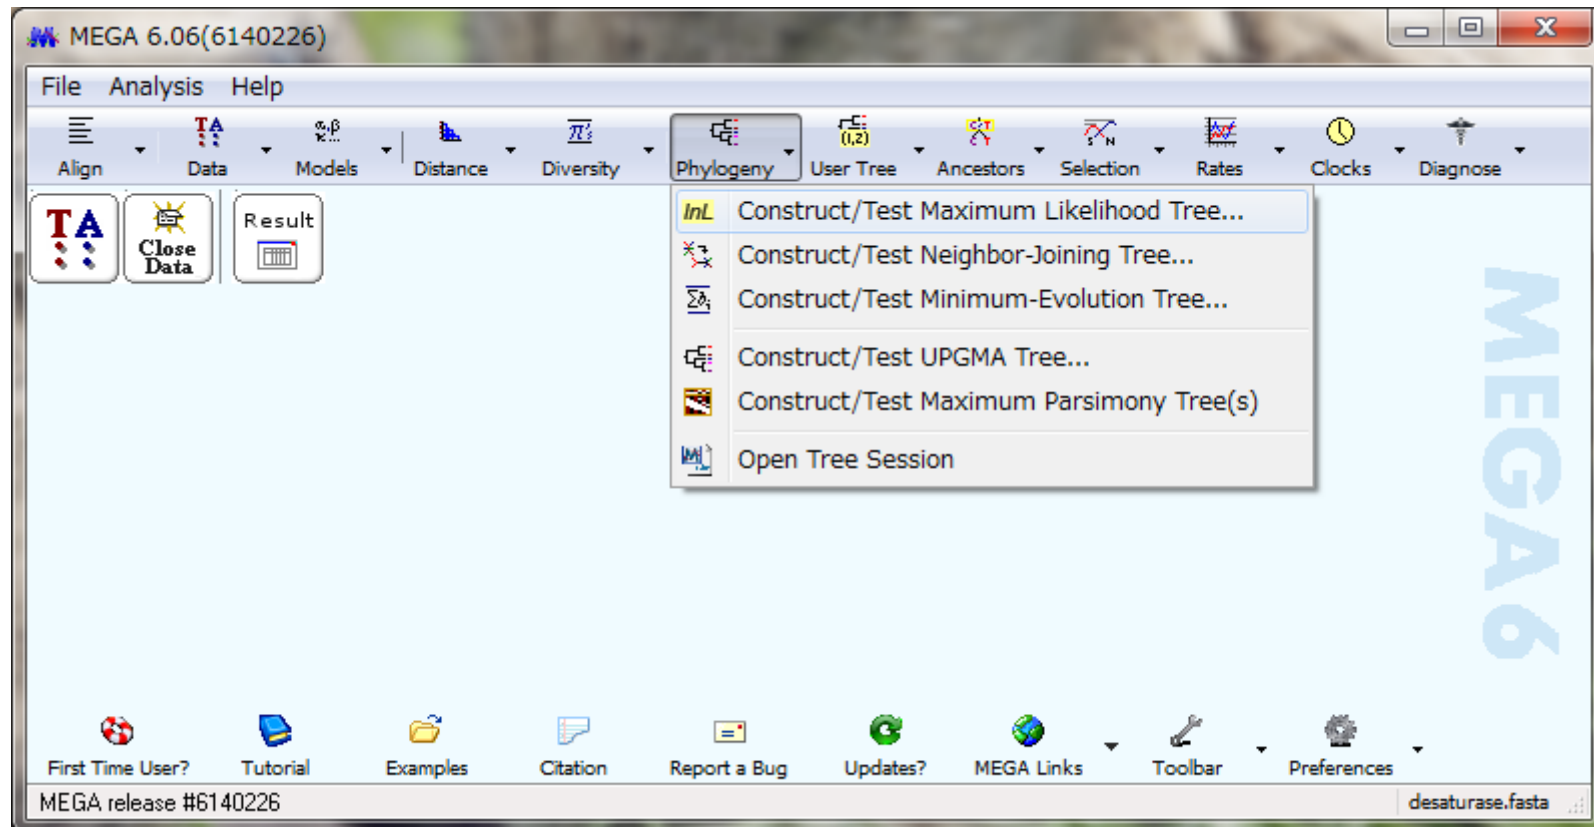 MEGA 6.06(6140226)
File Analysis Help
Align Data Models Distance Diversity Phylogeny User Tree Ancestors Selection Rates Clocks Diagnose
TA
Close Data
Result
lnL Construct/Test Maximum Likelihood Tree...
Construct/Test Neighbor-Joining Tree...
Construct/Test Minimum-Evolution Tree...
Construct/Test UPGMA Tree...
Construct/Test Maximum Parsimony Tree(s)
Open Tree Session
MEGA6
First Time User? Tutorial Examples Citation Report a Bug Updates? MEGA Links Toolbar Preferences
MEGA release #6140226 desaturase.fasta